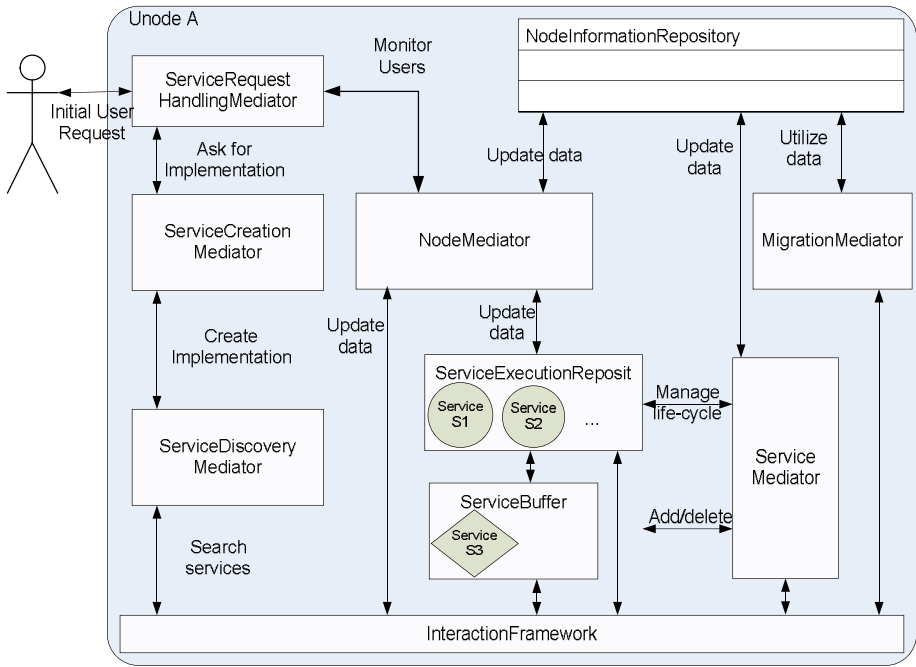 Unode A
NodeInformationRepository
Monitor
Users
ServiceRequest
HandlingMediator
Initial User
Request
Ask for
Implementation
Update data
Update
data
Utilize
data
ServiceCreation
Mediator
NodeMediator
MigrationMediator
Create
Implementation
Update
data
Update
data
ServiceExecutionReposit
Service
S1
Service
S2
...
Manage
life-cycle
ServiceDiscovery
Mediator
Service
Mediator
ServiceBuffer
Service
S3
Add/delete
Search
services
InteractionFramework